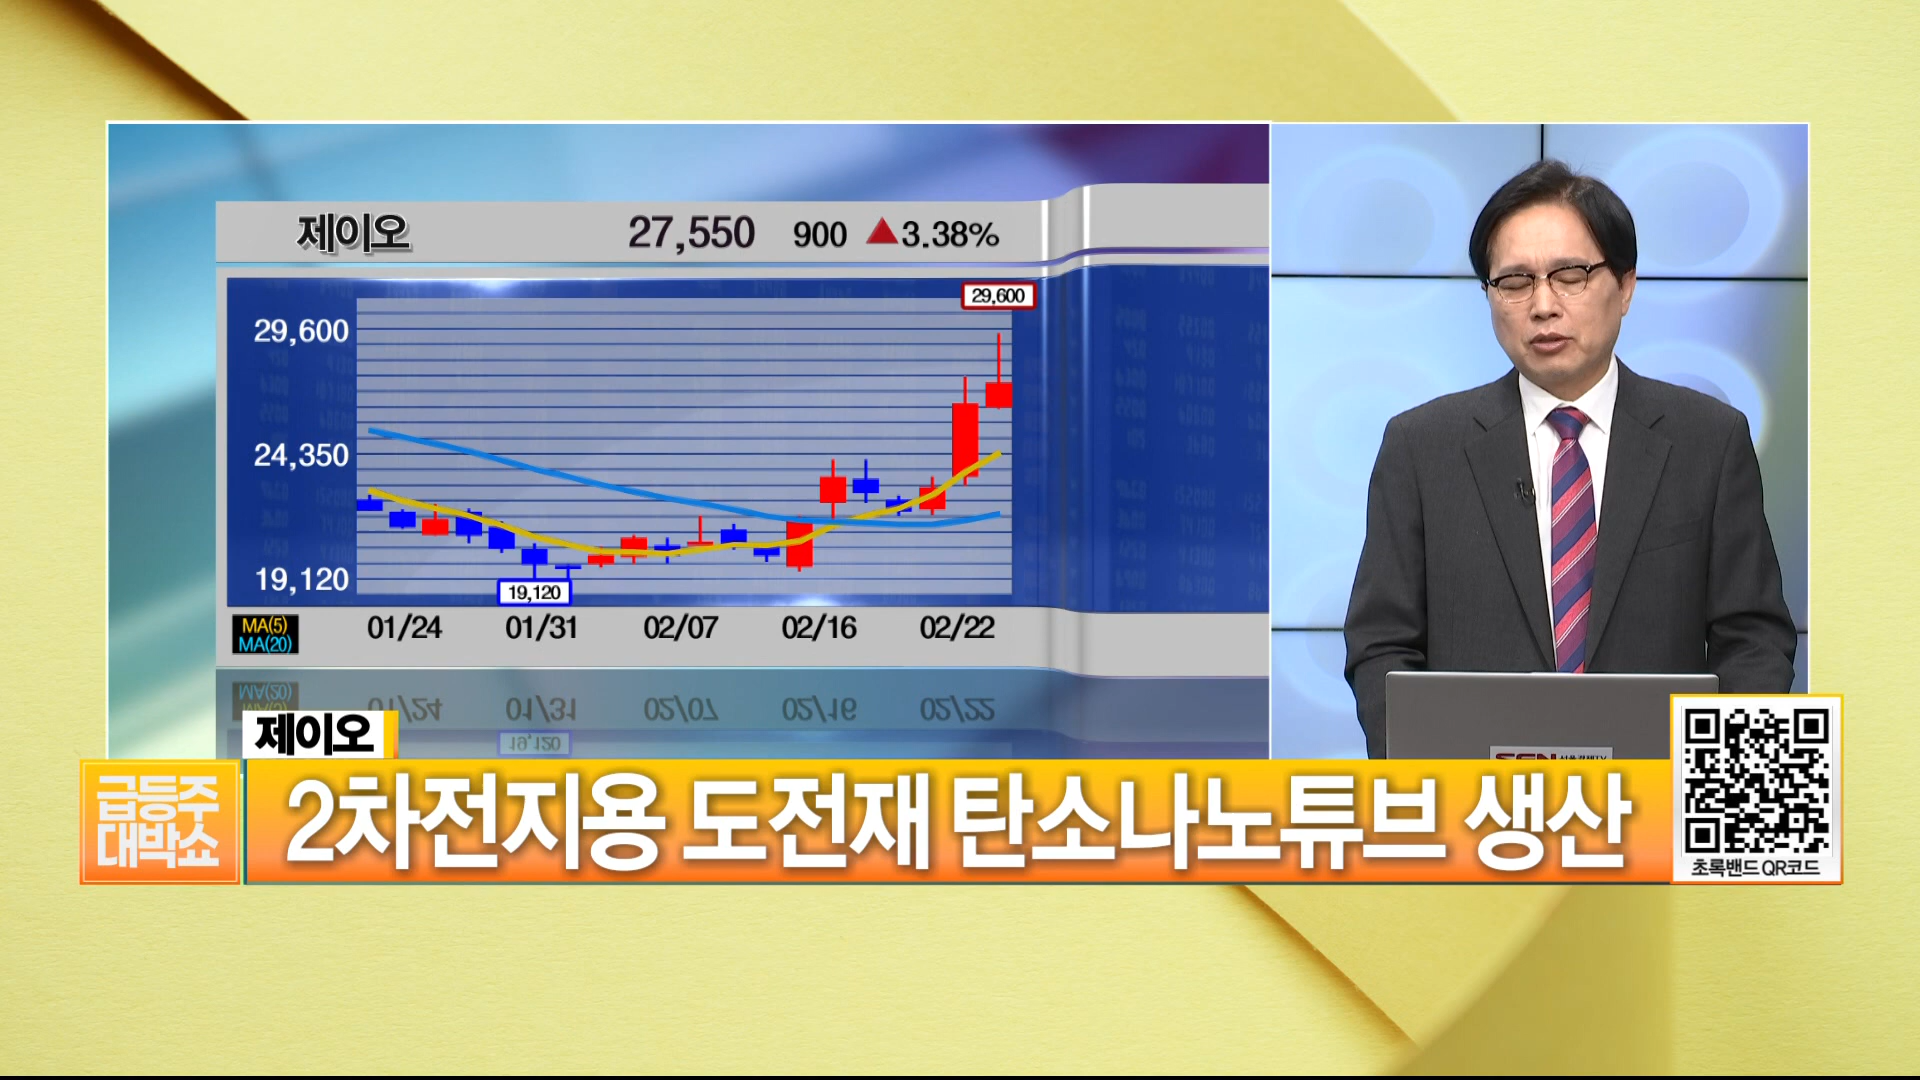 제이오 27,550 900 ▲3.38%
29,600
29,600
24,350
19,120
19,120
MA(5)
MA(20)
01/24 01/31 02/07 02/16 02/22
제이오
급등주
대박쇼
2차전지용 도전재 탄소나노튜브 생산
초록밴드 QR코드